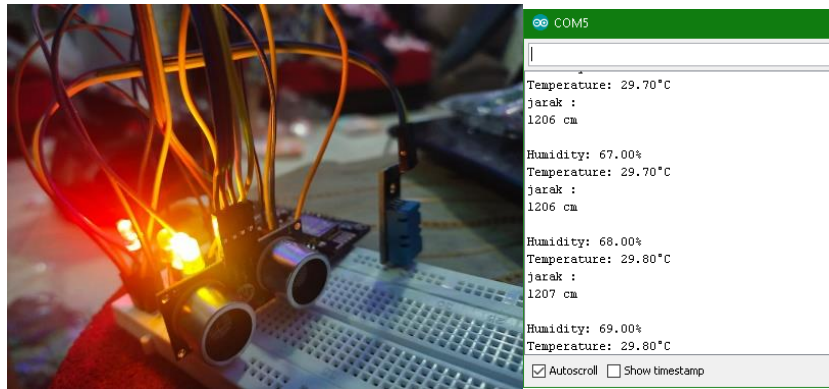 COM5
Temperature: 29.70°C
jarak :
1206 cm
Humidity: 67.00%
Temperature: 29.70°C
jarak :
1206 cm
Humidity: 68.00%
Temperature: 29.80°C
jarak :
1207 cm
Humidity: 69.00%
Temperature: 29.80°C
Autoscroll Show timestamp